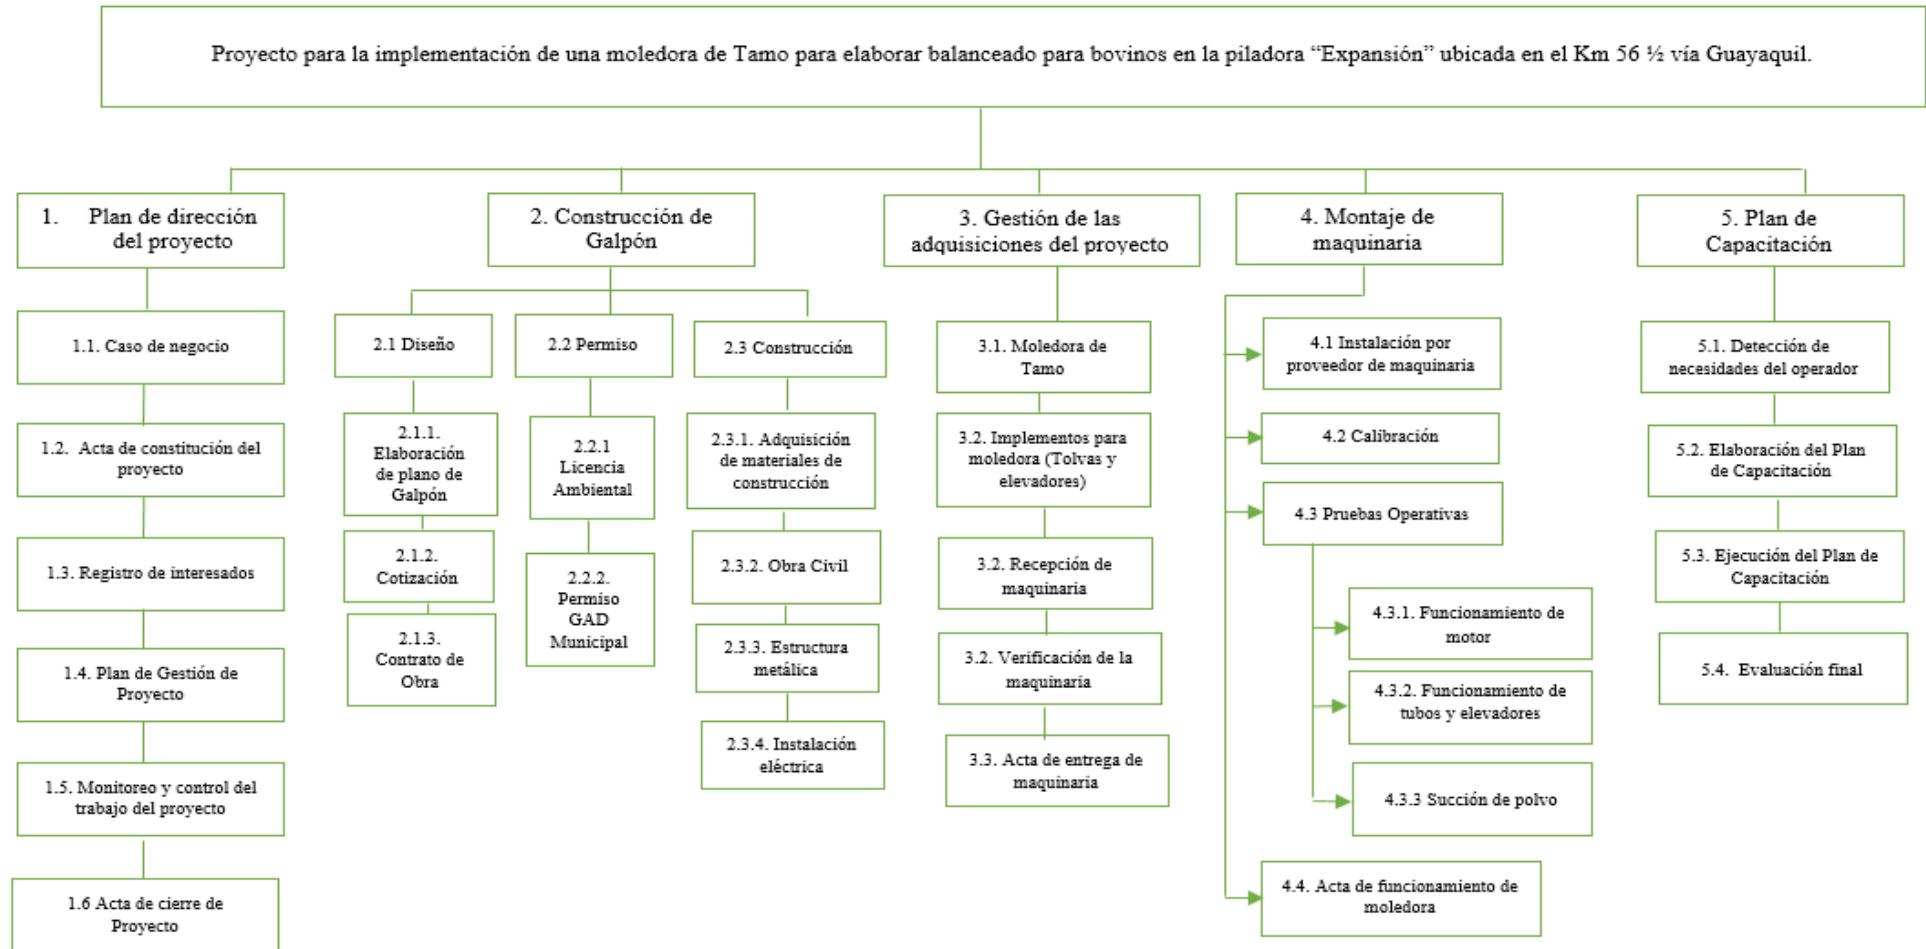 Proyecto para la implementación de una moledora de Tamo para elaborar balanceado para bovinos en la piladora “Expansión” ubicada en el Km 56 ½ vía Guayaquil.
1. Plan de dirección
del proyecto
1.1. Caso de negocio
1.2. Acta de constitución del
proyecto
1.3. Registro de interesados
1.4. Plan de Gestión de
Proyecto
1.5. Monitoreo y control del
trabajo del proyecto
1.6 Acta de cierre de
Proyecto
2. Construcción de
Galpón
2.1 Diseño
2.1.1.
Elaboración
de plano de
Galpón
2.1.2.
Cotización
2.1.3.
Contrato de
Obra
2.2 Permiso
2.2.1
Licencia
Ambiental
2.2.2.
Permiso
GAD
Municipal
2.3 Construcción
2.3.1. Adquisición
de materiales de
construcción
2.3.2. Obra Civil
2.3.3. Estructura
metálica
2.3.4. Instalación
eléctrica
3. Gestión de las
adquisiciones del proyecto
3.1. Moledora de
Tamo
3.2. Implementos para
moledora (Tolvas y
elevadores)
3.2. Recepción de
maquinaria
3.2. Verificación de la
maquinaria
3.3. Acta de entrega de
maquinaria
4. Montaje de
maquinaria
4.1 Instalación por
proveedor de maquinaria
4.2 Calibración
4.3 Pruebas Operativas
4.3.1. Funcionamiento de
motor
4.3.2. Funcionamiento de
tubos y elevadores
4.3.3 Succión de polvo
4.4. Acta de funcionamiento de
moledora
5. Plan de
Capacitación
5.1. Detección de
necesidades del operador
5.2. Elaboración del Plan
de Capacitación
5.3. Ejecución del Plan de
Capacitación
5.4. Evaluación final